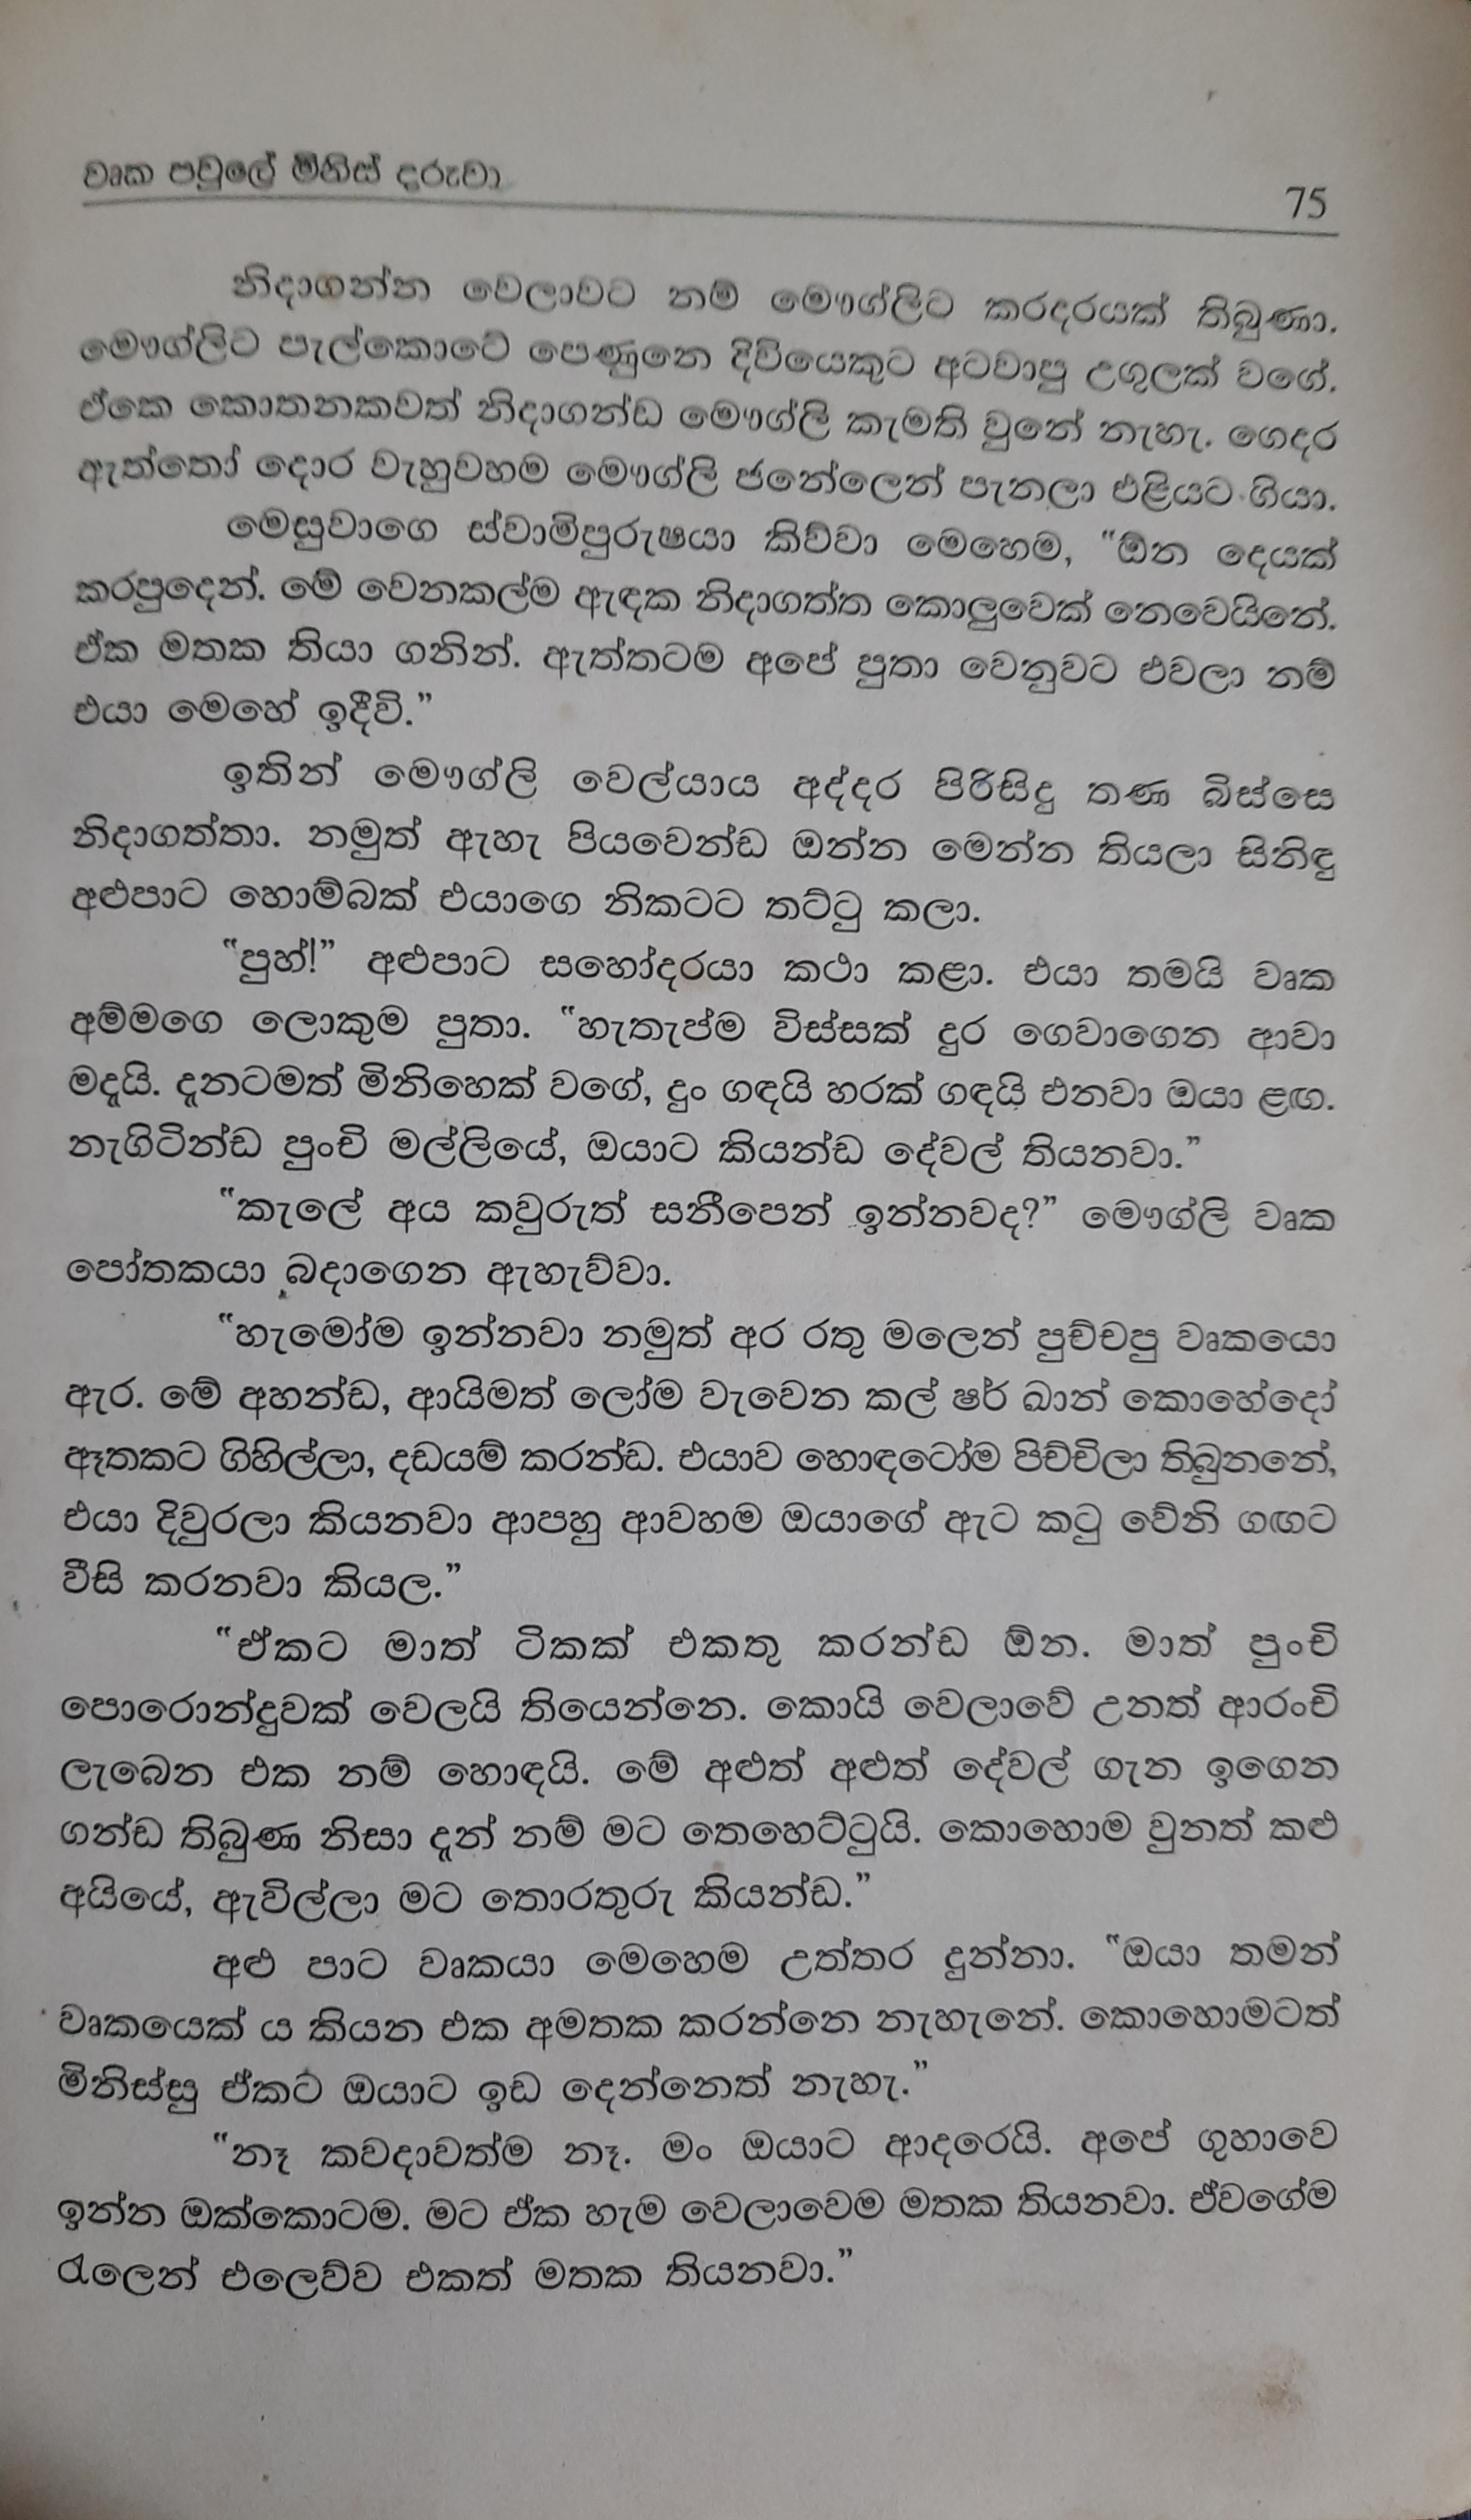 වෘක පවුලේ මිනිස් දරුවා
75
නිදාගන්න වෙලාවට නම් මෞග්ලිට කරදරයක් තිබුණා.
මෞග්ලිට පැල්කොටේ පෙණුනෙ දිවියෙකුට අටවාපු උගුලක් වගේ.
ඒකෙ කොතනකවත් නිදාගන්ඩ මෞග්ලි කැමති වුනේ නැහැ. ගෙදර
ඇත්තෝ දොර වැහුවහම මෞග්ලි ජනේලෙන් පැනලා එළියට ගියා.
මෙසුවාගෙ ස්වාමිපුරුෂයා කිව්වා මෙහෙම, “ඕන දෙයක්
කරපුදෙන්. මේ වෙනකල්ම ඇඳක නිදාගත්ත කොලුවෙක් නෙවෙයිනේ.
ඒක මතක තියා ගනින්. ඇත්තටම අපේ පුතා වෙනුවට එවලා නම්
එයා මෙහේ ඉදීවි.”
ඉතින් මෞග්ලි වෙල්යාය අද්දර පිරිසිදු තණ බිස්සෙ
නිදාගත්තා. නමුත් ඇහැ පියවෙන්ඩ ඔන්න මෙන්න තියලා සිනිඳු
අළුපාට හොම්බක් එයාගෙ නිකටට තට්ටු කලා.
“පුහ්!” අළුපාට සහෝදරයා කථා කළා. එයා තමයි වෘක
අම්මගෙ ලොකුම පුතා. “හැතැප්ම විස්සක් දුර ගෙවාගෙන ආවා
මදැයි. දැනටමත් මිනිහෙක් වගේ, දුං ගඳයි හරක් ගඳයි එනවා ඔයා ළඟ.
නැගිටින්ඩ පුංචි මල්ලියේ, ඔයාට කියන්ඩ දේවල් තියනවා.”
“කැලේ අය කවුරුත් සනීපෙන් ඉන්නවද?” මෞග්ලි වෘක
පෝතකයා බදාගෙන ඇහැව්වා.
“හැමෝම ඉන්නවා නමුත් අර රතු මලෙන් පුච්චපු වෘකයො
ඇර. මේ අහන්ඩ, ආයිමත් ලෝම වැවෙන කල් ෂර් ඛාන් කොහේදෝ
ඈතකට ගිහිල්ලා, දඩයම් කරන්ඩ. එයාව හොඳටෝම පිච්චිලා තිබුනනේ,
එයා දිවුරලා කියනවා ආපහු ආවහම ඔයාගේ ඇට කටු වේනි ගඟට
වීසි කරනවා කියල.”
“ඒකට මාත් ටිකක් එකතු කරන්ඩ ඕන. මාත් පුංචි
පොරොන්දුවක් වෙලයි තියෙන්නෙ. කොයි වෙලාවේ උනත් ආරංචි
ලැබෙන එක නම් හොඳයි. මේ අළුත් අළුත් දේවල් ගැන ඉගෙන
ගන්ඩ තිබුණ නිසා දැන් නම් මට තෙහෙට්ටුයි. කොහොම වුනත් කළු
අයියේ, ඇවිල්ලා මට තොරතුරු කියන්ඩ.”
අළු පාට වෘකයා මෙහෙම උත්තර දුන්නා. “ඔයා තමන්
වෘකයෙක් ය කියන එක අමතක කරන්නෙ නැහැනේ. කොහොමටත්
මිනිස්සු ඒකට ඔයාට ඉඩ දෙන්නෙත් නැහැ.”
“නෑ කවදාවත්ම නෑ. මං ඔයාට ආදරෙයි. අපේ ගුහාවෙ
ඉන්න ඔක්කොටම. මට ඒක හැම වෙලාවෙම මතක තියනවා. ඒවගේම
රැලෙන් එලෙව්ව එකත් මතක තියනවා.”